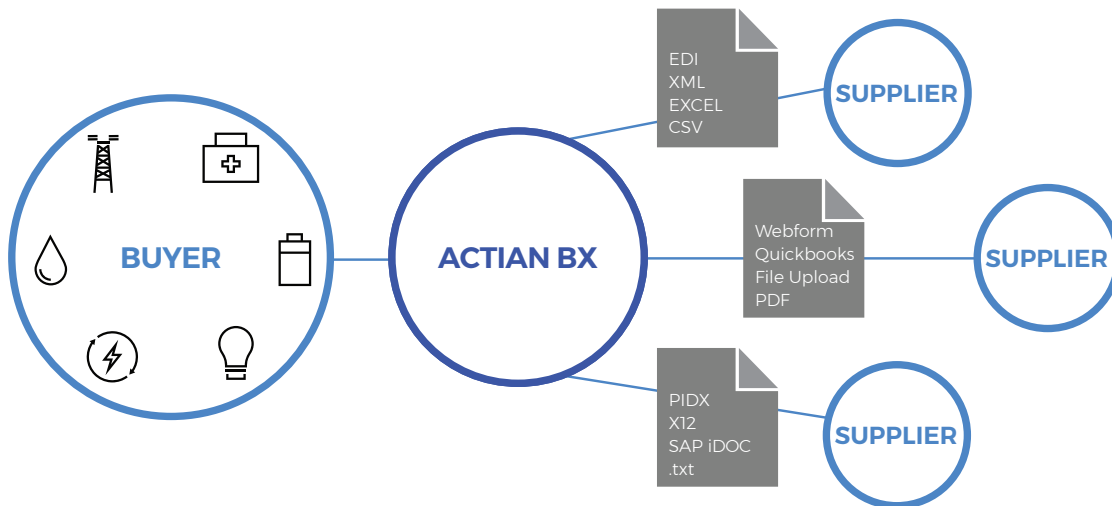 BUYER
ACTIAN BX
EDI
XML
EXCEL
CSV
SUPPLIER
Webform
Quickbooks
File Upload
PDF
SUPPLIER
PIDX
X12
SAP iDOC
.txt
SUPPLIER